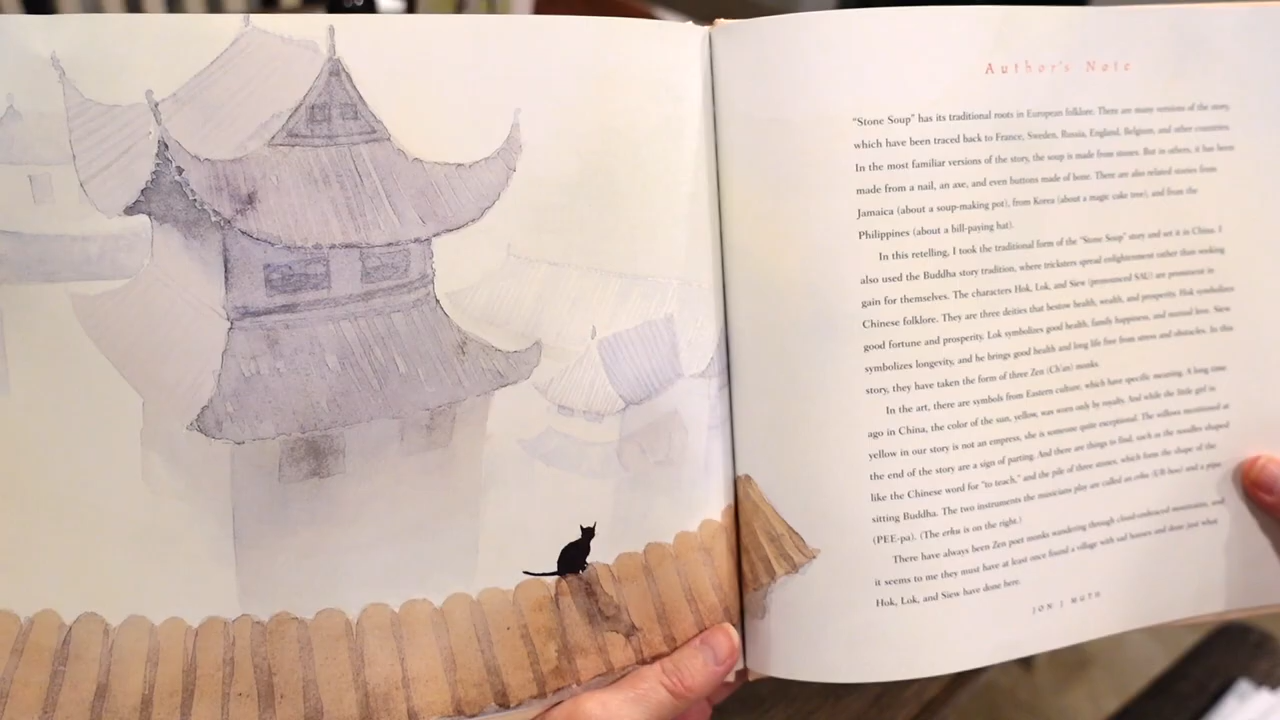 Author's Note
"Stone Soup" has its traditional roots in European folklore. There are many versions of the story,
which have been traced back to France, Sweden, Russia, England, Belgium, and other countries.
In the most familiar versions of the story, the soup is made from stones. But in others, it has been
made from a nail, an axe, and even buttons made of bone. There are also related stories from
Jamaica (about a soup-making pot), from Korea (about a magic cake tree), and from the
Philippines (about a bill-paying hat).
In this retelling, I took the traditional form of the "Stone Soup" story and set it in China. I
also used the Buddha story tradition, where tricksters spread enlightenment rather than seeking
gain for themselves. The characters Hok, Lok, and Siew (pronounced SAU) are prominent in
Chinese folklore. They are three deities that bestow health, wealth, and prosperity. Hok symbolizes
good fortune and prosperity. Lok symbolizes good health, family happiness, and mutual love. Siew
symbolizes longevity, and he brings good health and long life free from stress and obstacles. In this
story, they have taken the form of three Zen (Ch'an) monks.
In the art, there are symbols from Eastern culture, which have specific meaning. A long time
ago in China, the color of the sun, yellow, was worn only by royalty. And while the little girl in
yellow in our story is not an empress, she is someone quite exceptional. The willows mentioned at
the end of the story are a sign of parting. And there are things to find, such as the noodles shaped
like the Chinese word for "to teach," and the pile of three stones, which form the shape of the
sitting Buddha. The two instruments the musicians play are called an erhu (UR-hoo) and a pipa
(PEE-pa). (The erhu is on the right.)
There have always been Zen poet monks wandering through cloud-embraced mountains, and
it seems to me they must have at least once found a village with sad houses and done just what
Hok, Lok, and Siew have done here.
JON J MUTH